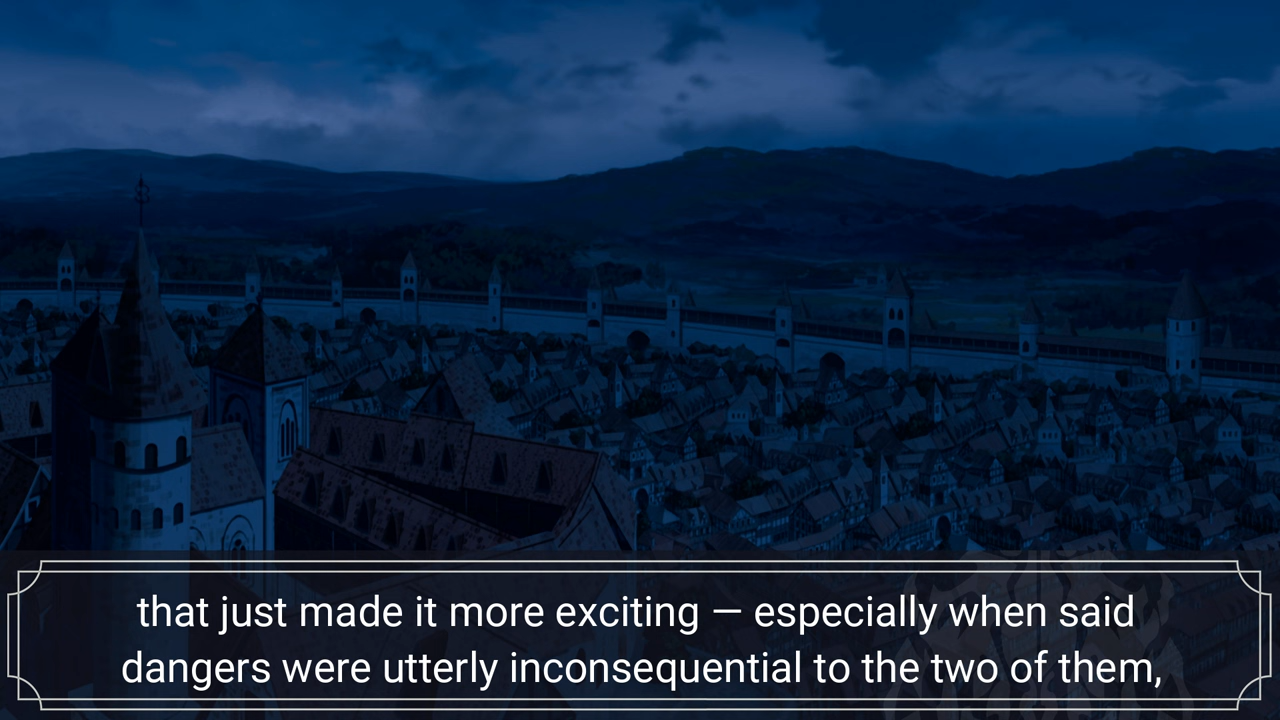 that just made it more exciting — especially when said
dangers were utterly inconsequential to the two of them,